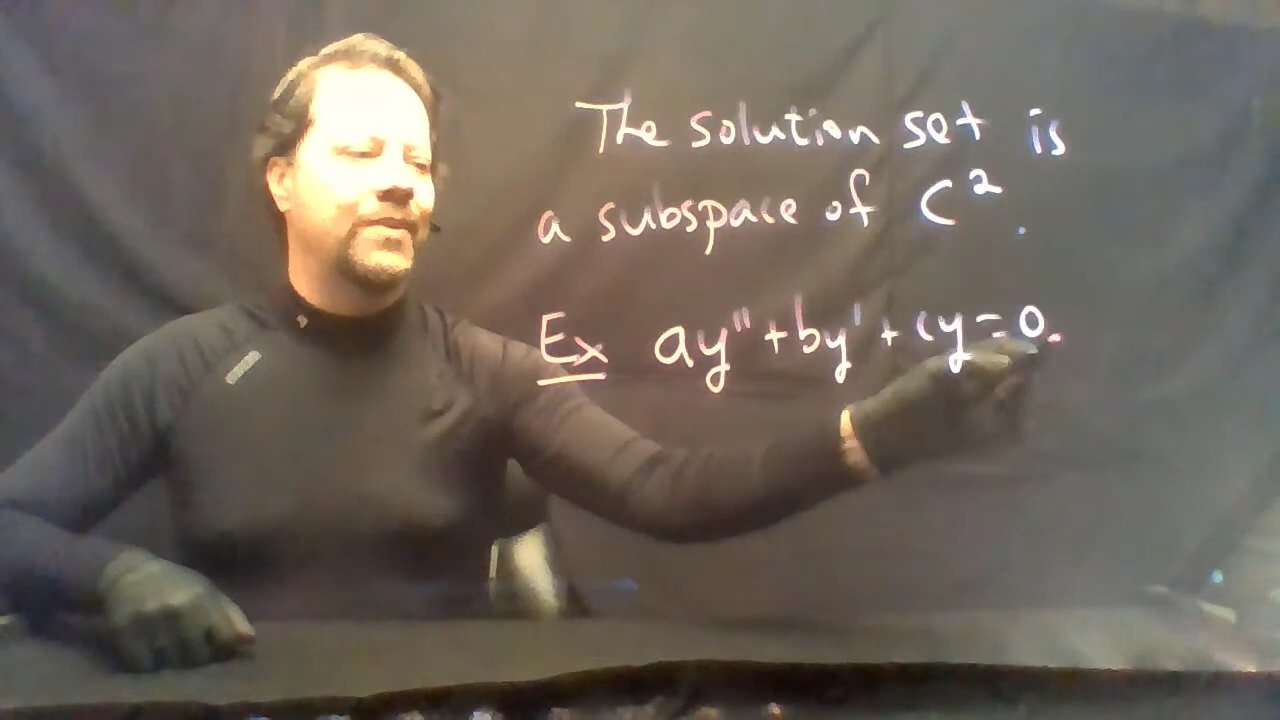 The solution set is
a subspace of C².
Ex ay'' + by' + cy = 0.